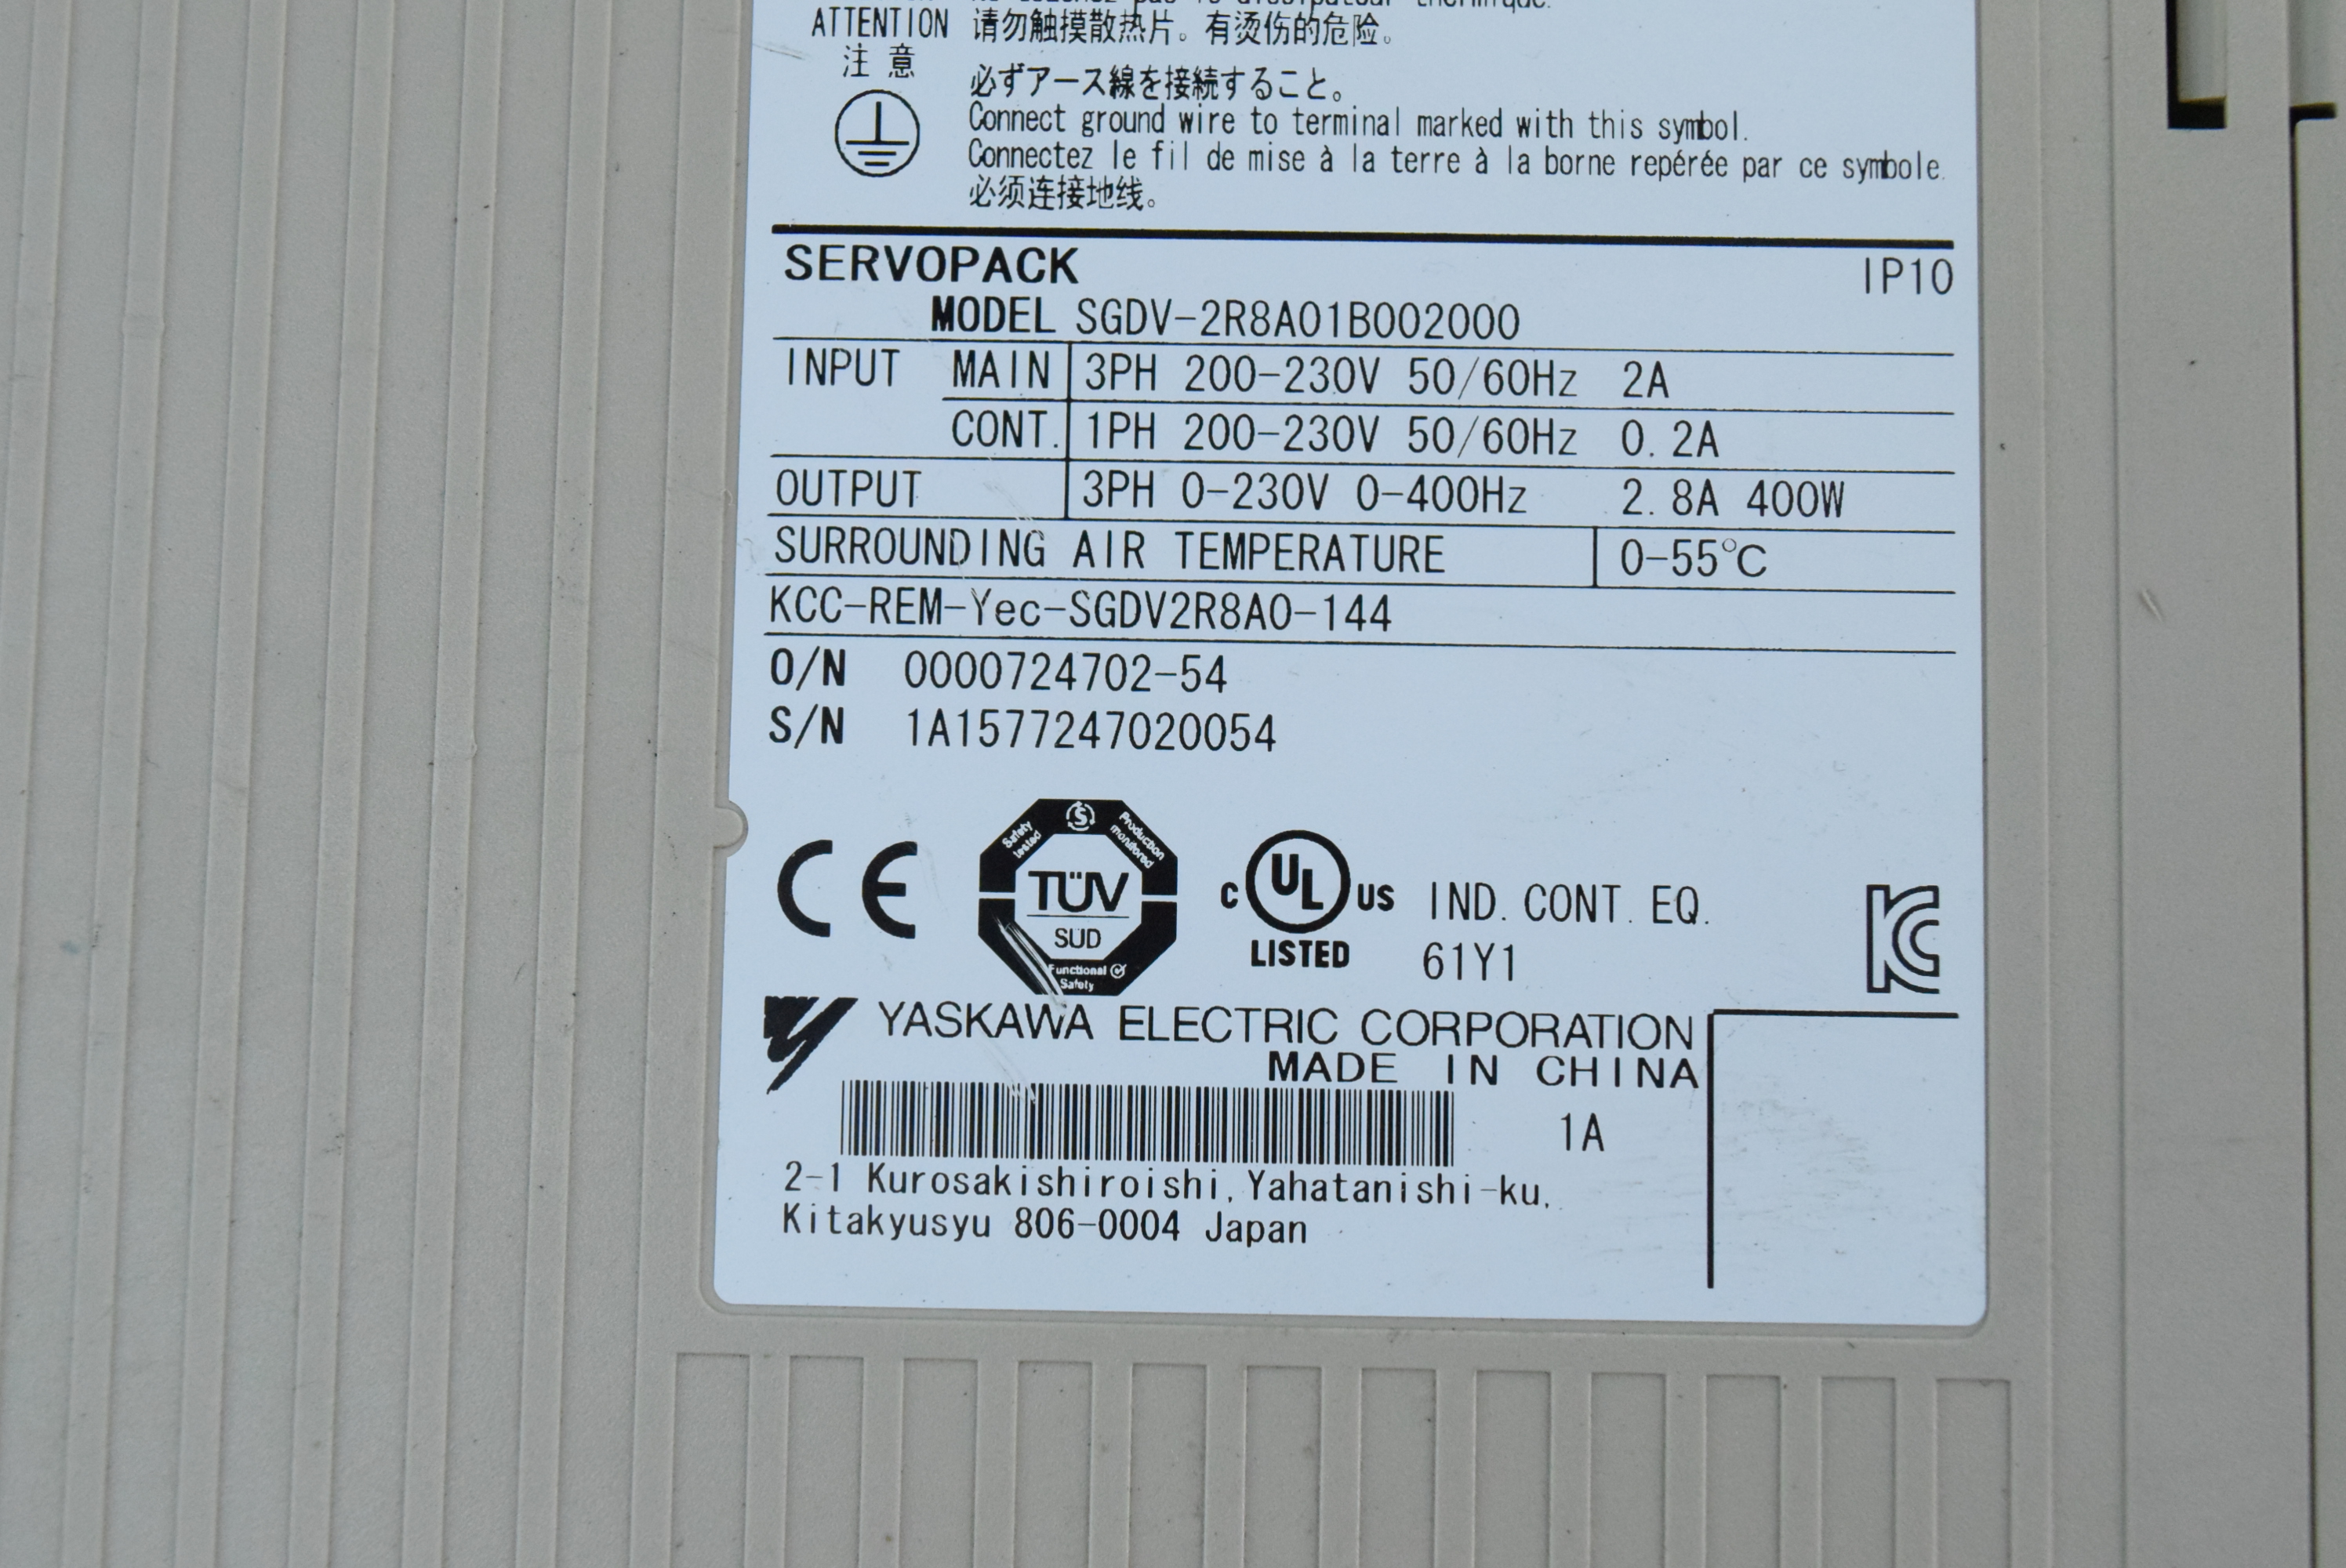 thermique.
ATTENTION 请勿触摸散热片。有烫伤的危险。
注 意
必ずアース線を接続すること。
Connect ground wire to terminal marked with this symbol.
Connectez le fil de mise à la terre à la borne repérée par ce symbole.
必须连接地线。
SERVOPACK IP10
MODEL SGDV-2R8A01B002000
INPUT MAIN 3PH 200-230V 50/60Hz 2A
CONT. 1PH 200-230V 50/60Hz 0.2A
OUTPUT 3PH 0-230V 0-400Hz 2.8A 400W
SURROUNDING AIR TEMPERATURE 0-55℃
KCC-REM-Yec-SGDV2R8A0-144
O/N 0000724702-54
S/N 1A1577247020054
CE
Safety tested
S
Production monitored
TÜV
SUD
Functional Safety
C UL US IND. CONT. EQ.
LISTED 61Y1
KC
YASKAWA ELECTRIC CORPORATION
MADE IN CHINA
1A
2-1 Kurosakishiroishi, Yahatanishi-ku,
Kitakyusyu 806-0004 Japan